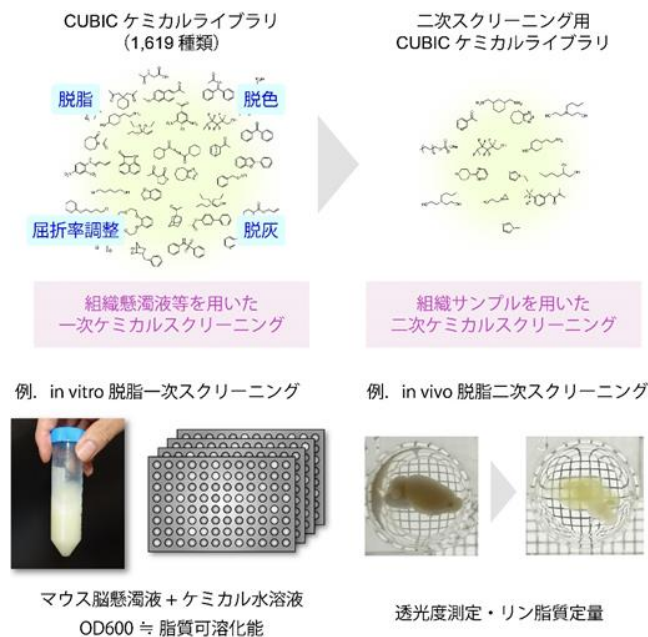 CUBIC ケミカルライブラリ
(1,619 種類)
二次スクリーニング用
CUBIC ケミカルライブラリ
脱脂
脱色
屈折率調整
脱灰
組織懸濁液等を用いた
一次ケミカルスクリーニング
組織サンプルを用いた
二次ケミカルスクリーニング
例. in vitro 脱脂一次スクリーニング
例. in vivo 脱脂二次スクリーニング
マウス脳懸濁液 + ケミカル水溶液
OD600 ≒ 脂質可溶化能
透光度測定・リン脂質定量